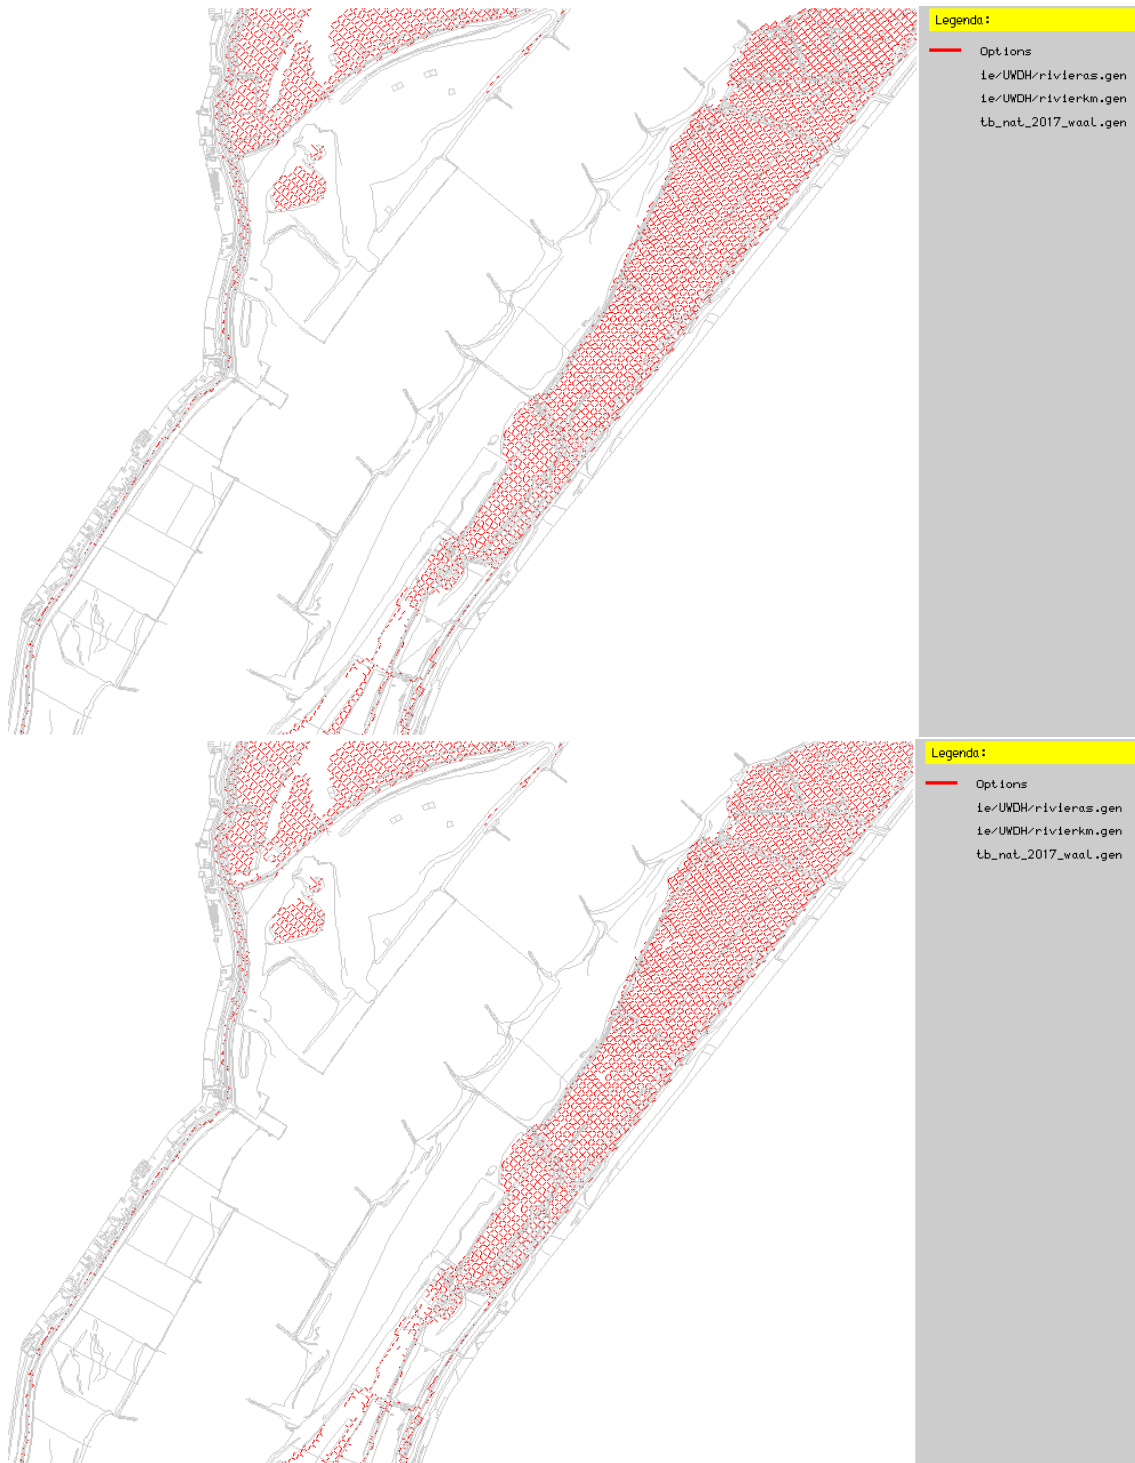 Legenda:
Options
ie/UWDH/rivieras.gen
ie/UWDH/rivierkm.gen
tb_nat_2017_waal.gen
Legenda:
Options
ie/UWDH/rivieras.gen
ie/UWDH/rivierkm.gen
tb_nat_2017_waal.gen